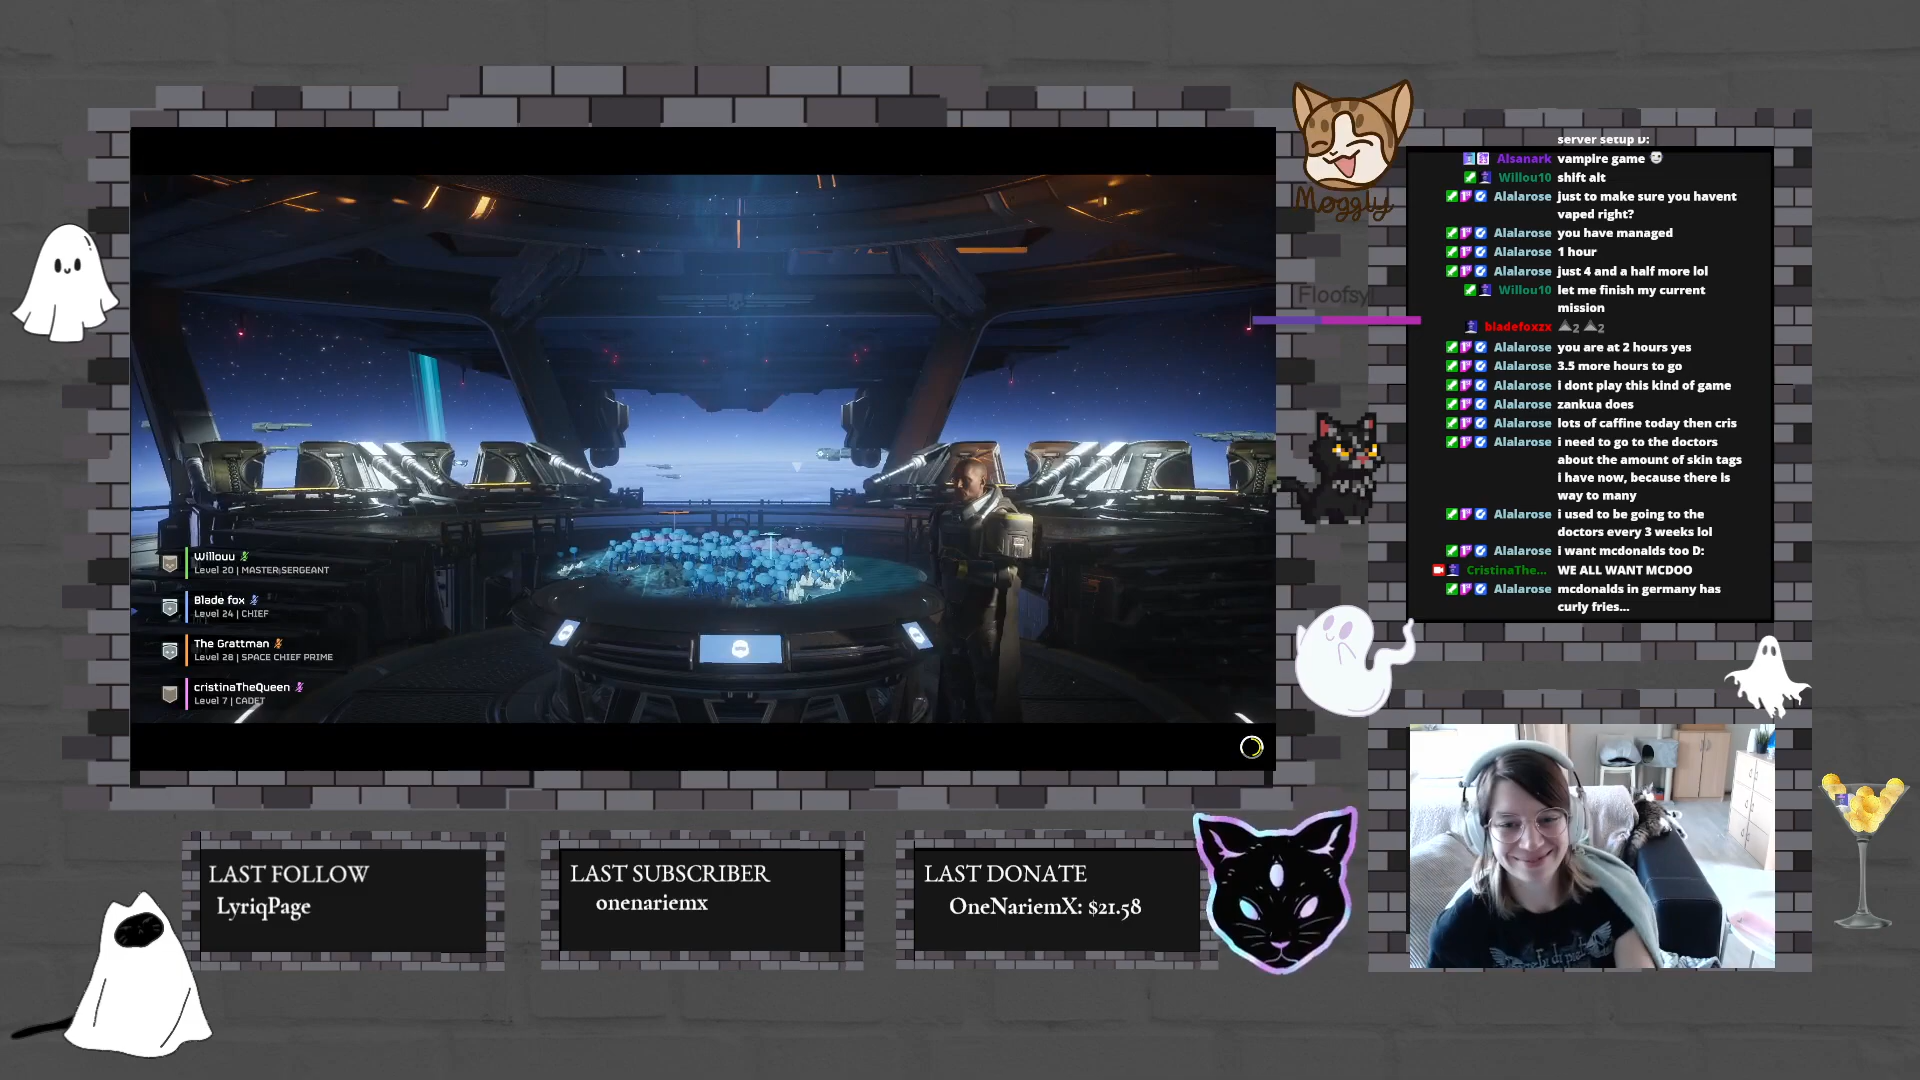 server setup D:
Alsanark vampire game
Willou10 shift alt
Alalarose just to make sure you havent
vaped right?
Alalarose you have managed
Alalarose 1 hour
Alalarose just 4 and a half more lol
Willou10 let me finish my current
mission
bladefoxzx 2 2
Alalarose you are at 2 hours yes
Alalarose 3.5 more hours to go
Alalarose i dont play this kind of game
Alalarose zankua does
Alalarose lots of caffine today then cris
Alalarose i need to go to the doctors
about the amount of skin tags
i have now, because there is
way to many
Alalarose i used to be going to the
doctors every 3 weeks lol
Alalarose i want mcdonalds too D:
CristinaThe... WE ALL WANT MCDOO
Alalarose mcdonalds in germany has
curly fries...
Moggly
Floofsy
Willouu
Level 20 | MASTER SERGEANT
Blade fox
Level 24 | CHIEF
The Grattman
Level 28 | SPACE CHIEF PRIME
cristinaTheQueen
Level 7 | CADET
LAST FOLLOW
LyriqPage
LAST SUBSCRIBER
onenariemx
LAST DONATE
OneNariemX: $21.58